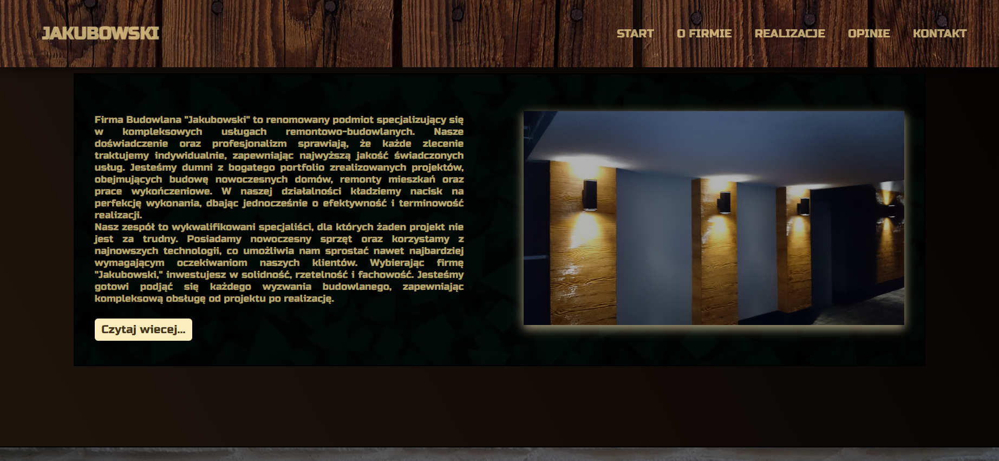 JAKUBOWSKI
START O FIRMIE REALIZACJE OPINIE KONTAKT
Firma Budowlana "Jakubowski" to renomowany podmiot specjalizujący się
w kompleksowych usługach remontowo-budowlanych. Nasze
doświadczenie oraz profesjonalizm sprawiają, że każde zlecenie
traktujemy indywidualnie, zapewniając najwyższą jakość świadczonych
usług. Jesteśmy dumni z bogatego portfolio zrealizowanych projektów,
obejmujących budowę nowoczesnych domów, remonty mieszkań oraz
prace wykończeniowe. W naszej działalności kładziemy nacisk na
perfekcję wykonania, dbając jednocześnie o efektywność i terminowość
realizacji.
Nasz zespół to wykwalifikowani specjaliści, dla których żaden projekt nie
jest za trudny. Posiadamy nowoczesny sprzęt oraz korzystamy z
najnowszych technologii, co umożliwia nam sprostać nawet najbardziej
wymagającym oczekiwaniom naszych klientów. Wybierając firmę
"Jakubowski," inwestujesz w solidność, rzetelność i fachowość. Jesteśmy
gotowi podjąć się każdego wyzwania budowlanego, zapewniając
kompleksową obsługę od projektu po realizację.
Czytaj wiecej...